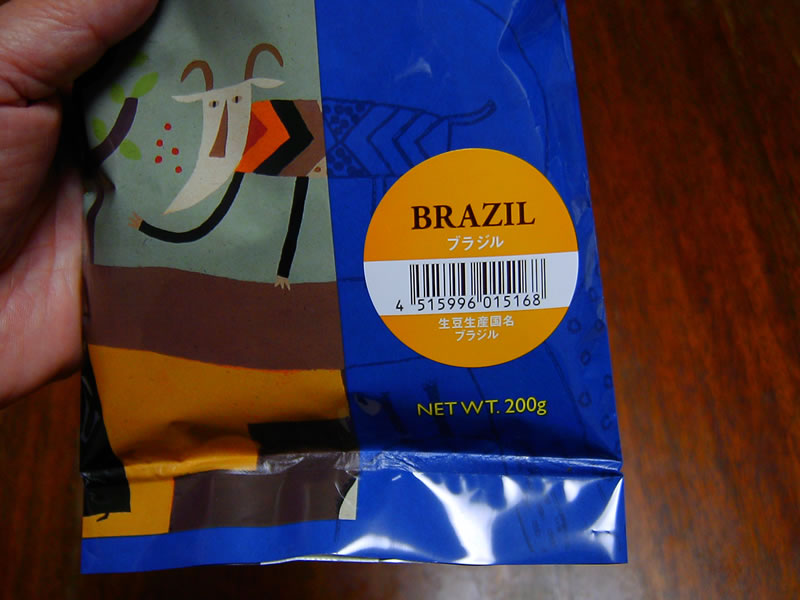 BRAZIL
ブラジル
4 515996 015168
生豆生産国名
ブラジル
NET WT. 200g